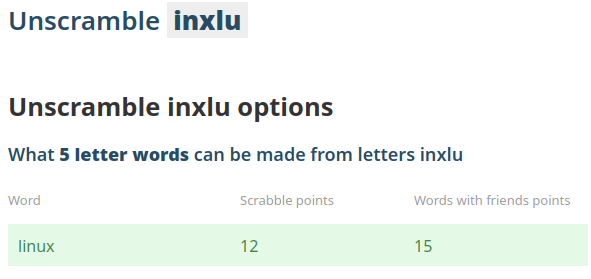 Unscramble inxlu
Unscramble inxlu options
What 5 letter words can be made from letters inxlu
Word Scrabble points Words with friends points
linux 12 15